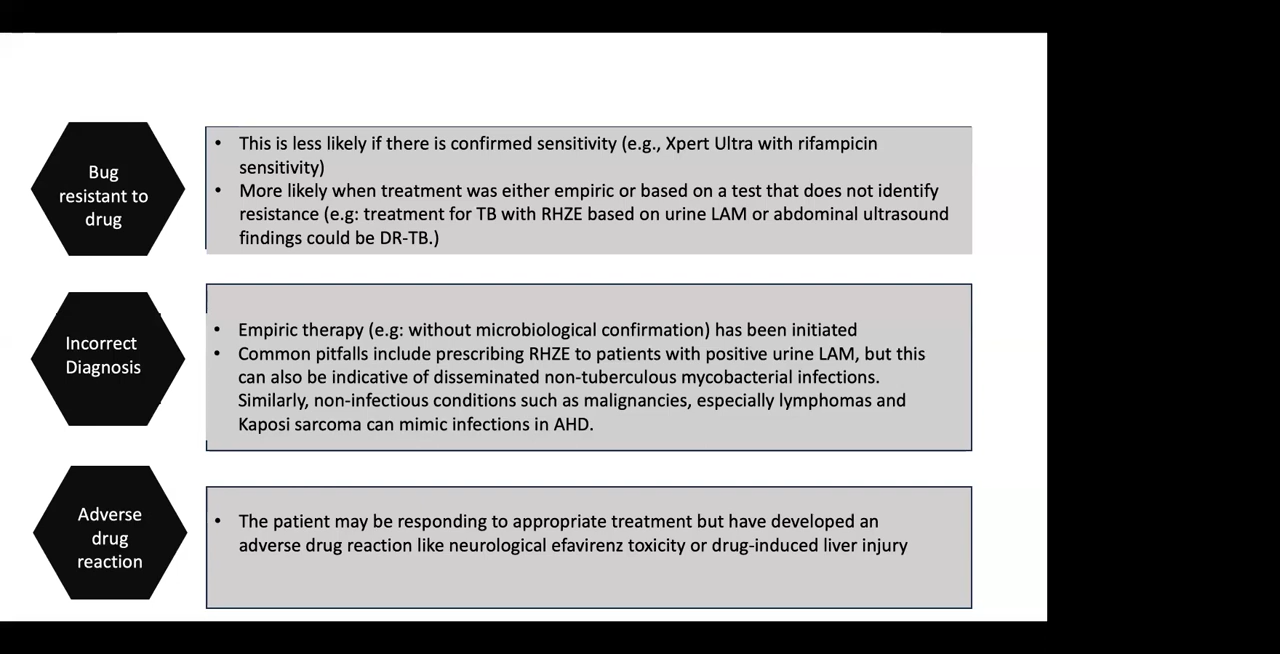 Bug
resistant to
drug
• This is less likely if there is confirmed sensitivity (e.g., Xpert Ultra with rifampicin
sensitivity)
• More likely when treatment was either empiric or based on a test that does not identify
resistance (e.g: treatment for TB with RHZE based on urine LAM or abdominal ultrasound
findings could be DR-TB.)
Incorrect
Diagnosis
• Empiric therapy (e.g: without microbiological confirmation) has been initiated
• Common pitfalls include prescribing RHZE to patients with positive urine LAM, but this
can also be indicative of disseminated non-tuberculous mycobacterial infections.
Similarly, non-infectious conditions such as malignancies, especially lymphomas and
Kaposi sarcoma can mimic infections in AHD.
Adverse
drug
reaction
• The patient may be responding to appropriate treatment but have developed an
adverse drug reaction like neurological efavirenz toxicity or drug-induced liver injury